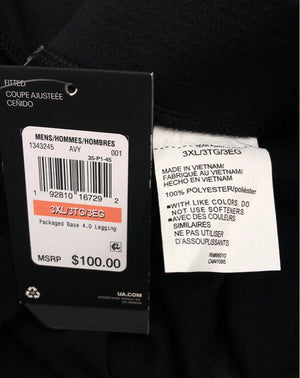 FITTED
COUPE AJUSTÉE
CEÑIDO
MENS/HOMMES/HOMBRES
1343245 AVY 001
35-P1-45
1 92810 16729 2
3XL/3TG/3EG
Packaged Base 4.0 Legging
MSRP $100.00
UA.COM
3XL/3TG/3EG
MADE IN VIETNAM/
FABRIQUÉ AU VIETNAM/
HECHO EN VIETNAM
100% POLYESTER/poliéster
•WITH LIKE COLORS. DO
NOT USE SOFTENERS
•AVEC DES COULEURS
SIMILAIRES
NE PAS UTILISER
D'ASSOUPLISSANTS